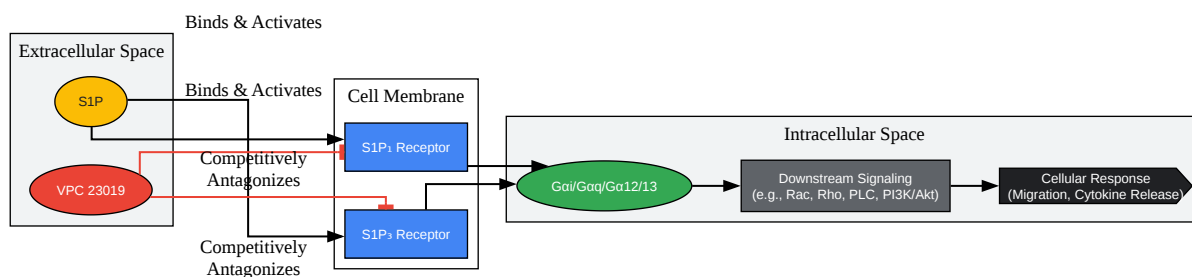 Binds & Activates
Extracellular Space
S1P
Binds & Activates
VPC 23019
Competitively
Antagonizes
Competitively
Antagonizes
Cell Membrane
S1P₁ Receptor
S1P₃ Receptor
Intracellular Space
Gαi/Gαq/Gα12/13
Downstream Signaling
(e.g., Rac, Rho, PLC, PI3K/Akt)
Cellular Response
(Migration, Cytokine Release)